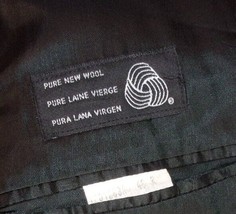 PURE NEW WOOL
PURE LAINE VIERGE
PURA LANA VIRGEN